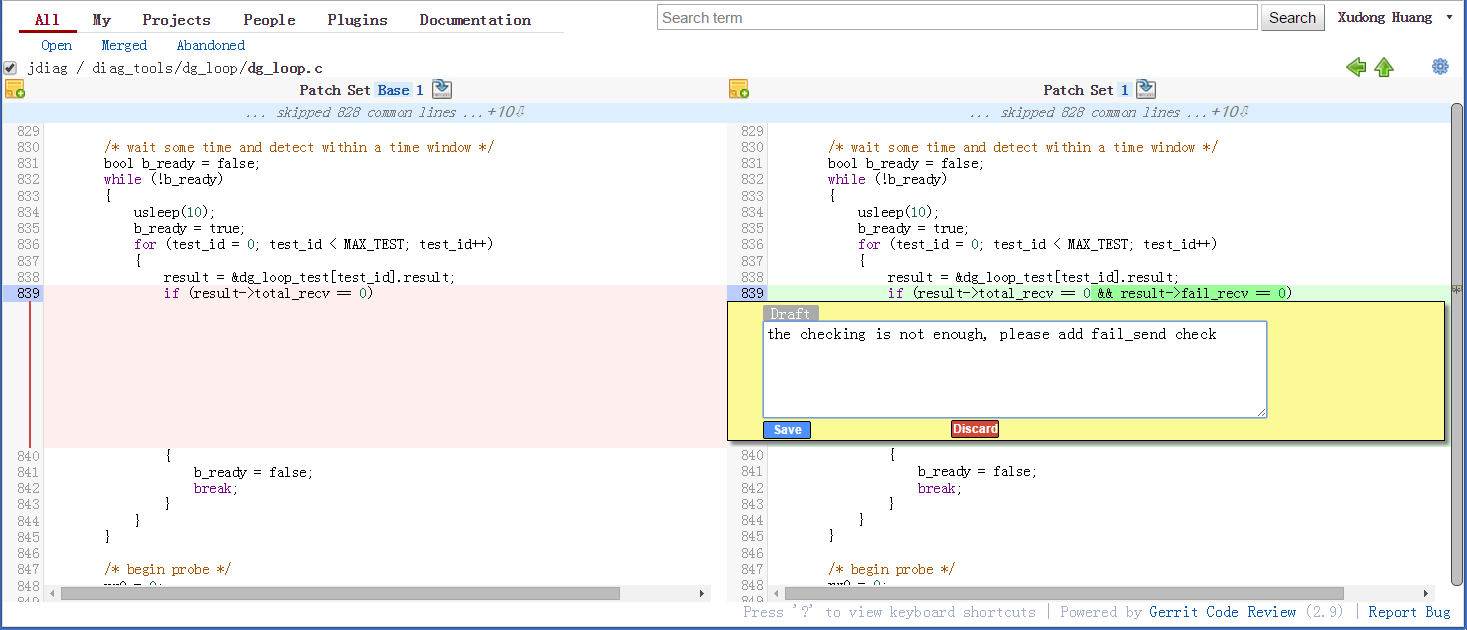 All My Projects People Plugins Documentation Search term Search Xudong Huang
Open Merged Abandoned
jdiag / diag_tools/dg_loop/dg_loop.c
Patch Set Base 1
... skipped 828 common lines ... +10⇩
829
830 /* wait some time and detect within a time window */
831 bool b_ready = false;
832 while (!b_ready)
833 {
834 usleep(10);
835 b_ready = true;
836 for (test_id = 0; test_id < MAX_TEST; test_id++)
837 {
838 result = &dg_loop_test[test_id].result;
839 if (result->total_recv == 0)
840 {
841 b_ready = false;
842 break;
843 }
844 }
845 }
846
847 /* begin probe */
848
Patch Set 1
... skipped 828 common lines ... +10⇩
829
830 /* wait some time and detect within a time window */
831 bool b_ready = false;
832 while (!b_ready)
833 {
834 usleep(10);
835 b_ready = true;
836 for (test_id = 0; test_id < MAX_TEST; test_id++)
837 {
838 result = &dg_loop_test[test_id].result;
839 if (result->total_recv == 0 && result->fail_recv == 0)
Draft
the checking is not enough, please add fail_send check
Save Discard
840 {
841 b_ready = false;
842 break;
843 }
844 }
845 }
846
847 /* begin probe */
848
Press '?' to view keyboard shortcuts | Powered by Gerrit Code Review (2.9) | Report Bug